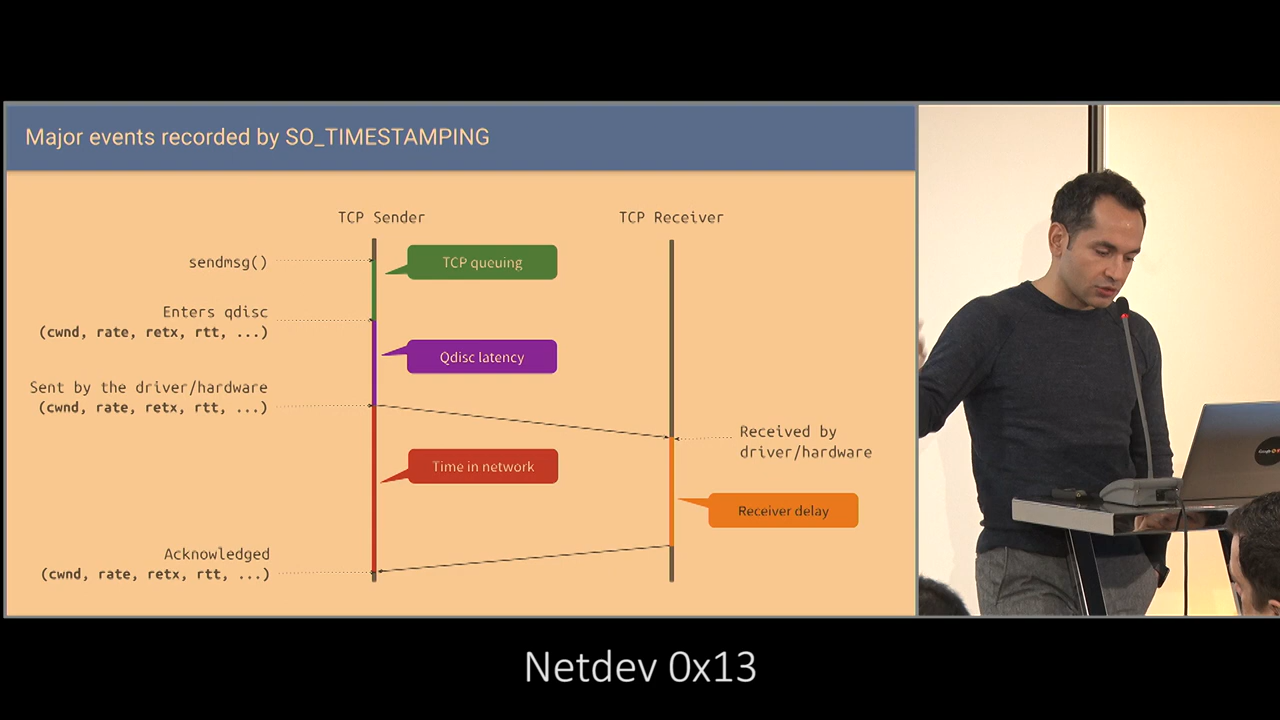 Major events recorded by SO_TIMESTAMPING
TCP Sender
TCP Receiver
sendmsg()
TCP queuing
Enters qdisc
(cwnd, rate, retx, rtt, ...)
Qdisc latency
Sent by the driver/hardware
(cwnd, rate, retx, rtt, ...)
Received by
driver/hardware
Time in network
Receiver delay
Acknowledged
(cwnd, rate, retx, rtt, ...)
Google
Netdev 0x13